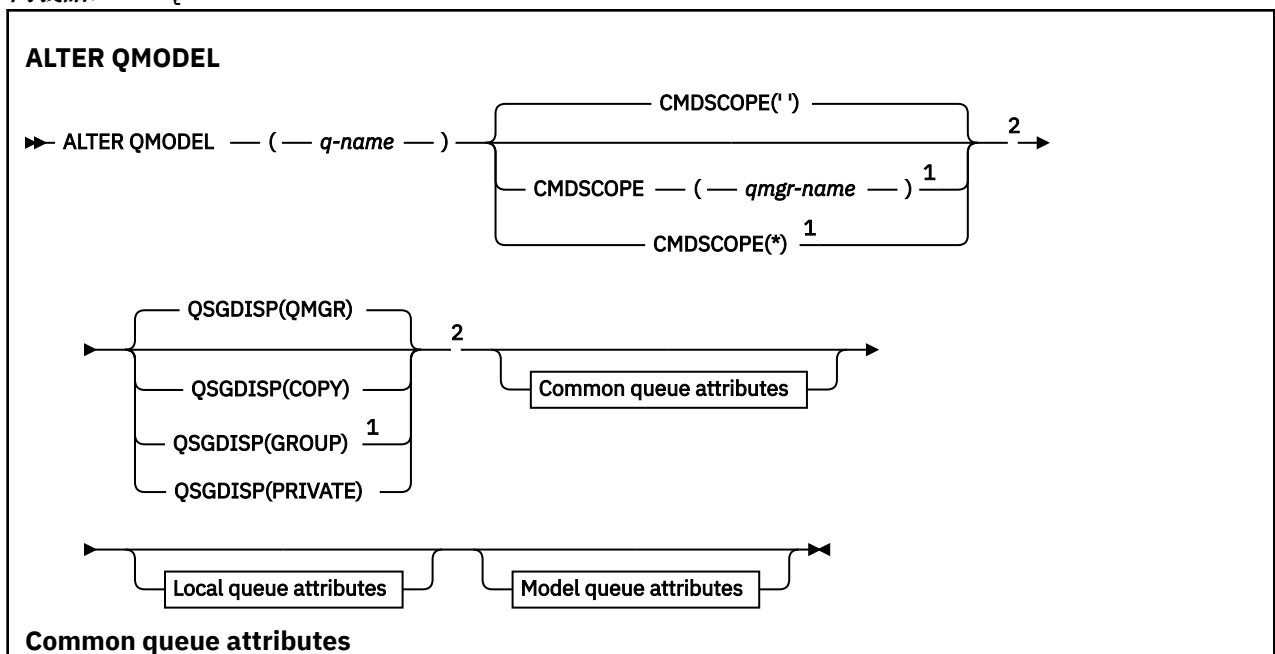 ALTER QMODEL
CMDSCOPE(' ')
ALTER QMODEL ( q-name ) 2
CMDSCOPE ( qmgr-name ) 1
CMDSCOPE(*) 1
QSGDISP(QMGR)
2
QSGDISP(COPY) Common queue attributes
QSGDISP(GROUP) 1
QSGDISP(PRIVATE)
Local queue attributes Model queue attributes
Common queue attributes